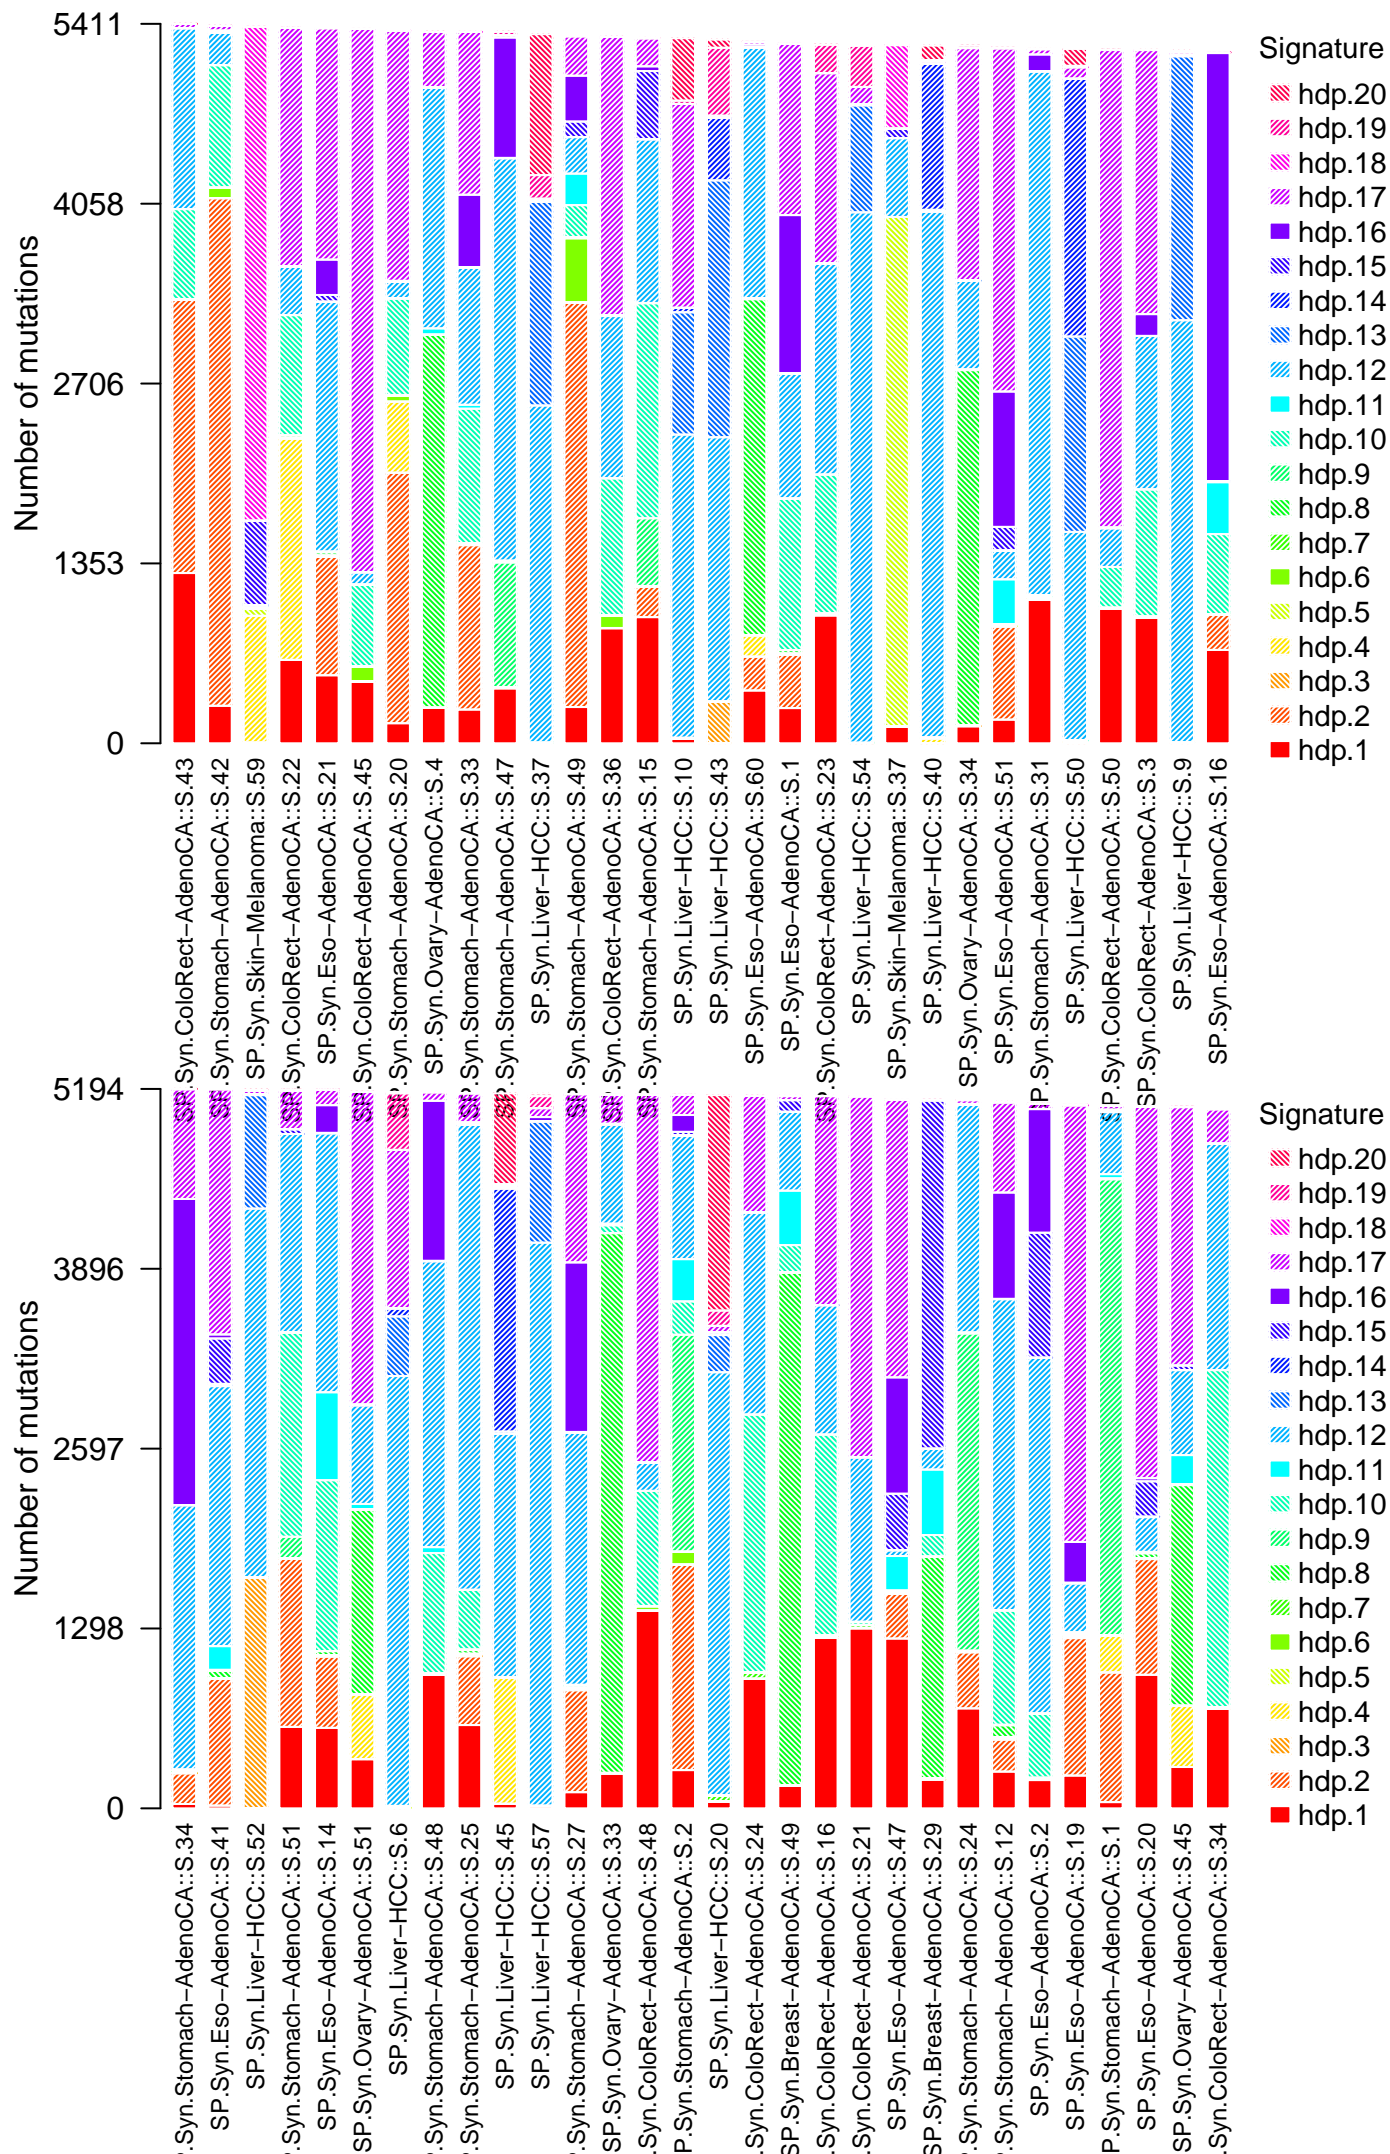 Number of mutations
5411
4058
2706
1353
0
Signature
hdp.20
hdp.19
hdp.18
hdp.17
hdp.16
hdp.15
hdp.14
hdp.13
hdp.12
hdp.11
hdp.10
hdp.9
hdp.8
hdp.7
hdp.6
hdp.5
hdp.4
hdp.3
hdp.2
hdp.1
SP.Syn.ColoRect−AdenoCA::S.43
SP.Syn.Stomach−AdenoCA::S.42
SP.Syn.Skin−Melanoma::S.59
SP.Syn.ColoRect−AdenoCA::S.22
SP.Syn.Eso−AdenoCA::S.21
SP.Syn.ColoRect−AdenoCA::S.45
SP.Syn.Stomach−AdenoCA::S.20
SP.Syn.Ovary−AdenoCA::S.4
SP.Syn.Stomach−AdenoCA::S.33
SP.Syn.Stomach−AdenoCA::S.47
SP.Syn.Liver−HCC::S.37
SP.Syn.Stomach−AdenoCA::S.49
SP.Syn.ColoRect−AdenoCA::S.36
SP.Syn.Stomach−AdenoCA::S.15
SP.Syn.Liver−HCC::S.10
SP.Syn.Liver−HCC::S.43
SP.Syn.Eso−AdenoCA::S.60
SP.Syn.Eso−AdenoCA::S.1
SP.Syn.ColoRect−AdenoCA::S.23
SP.Syn.Liver−HCC::S.54
SP.Syn.Skin−Melanoma::S.37
SP.Syn.Liver−HCC::S.40
SP.Syn.Ovary−AdenoCA::S.34
SP.Syn.Eso−AdenoCA::S.51
SP.Syn.Stomach−AdenoCA::S.31
SP.Syn.Liver−HCC::S.50
SP.Syn.ColoRect−AdenoCA::S.50
SP.Syn.ColoRect−AdenoCA::S.3
SP.Syn.Liver−HCC::S.9
SP.Syn.Eso−AdenoCA::S.16
Number of mutations
5194
3896
2597
1298
0
Signature
hdp.20
hdp.19
hdp.18
hdp.17
hdp.16
hdp.15
hdp.14
hdp.13
hdp.12
hdp.11
hdp.10
hdp.9
hdp.8
hdp.7
hdp.6
hdp.5
hdp.4
hdp.3
hdp.2
hdp.1
P.Syn.Stomach−AdenoCA::S.34
SP.Syn.Eso−AdenoCA::S.41
SP.Syn.Liver−HCC::S.52
P.Syn.Stomach−AdenoCA::S.51
SP.Syn.Eso−AdenoCA::S.14
SP.Syn.Ovary−AdenoCA::S.51
SP.Syn.Liver−HCC::S.6
P.Syn.Stomach−AdenoCA::S.48
P.Syn.Stomach−AdenoCA::S.25
SP.Syn.Liver−HCC::S.45
SP.Syn.Liver−HCC::S.57
P.Syn.Stomach−AdenoCA::S.27
SP.Syn.Ovary−AdenoCA::S.33
.Syn.ColoRect−AdenoCA::S.48
P.Syn.Stomach−AdenoCA::S.2
SP.Syn.Liver−HCC::S.20
.Syn.ColoRect−AdenoCA::S.24
SP.Syn.Breast−AdenoCA::S.49
.Syn.ColoRect−AdenoCA::S.16
.Syn.ColoRect−AdenoCA::S.21
SP.Syn.Eso−AdenoCA::S.47
SP.Syn.Breast−AdenoCA::S.29
P.Syn.Stomach−AdenoCA::S.24
P.Syn.Stomach−AdenoCA::S.12
SP.Syn.Eso−AdenoCA::S.2
SP.Syn.Eso−AdenoCA::S.19
P.Syn.Stomach−AdenoCA::S.1
SP.Syn.Eso−AdenoCA::S.20
SP.Syn.Ovary−AdenoCA::S.45
.Syn.ColoRect−AdenoCA::S.34